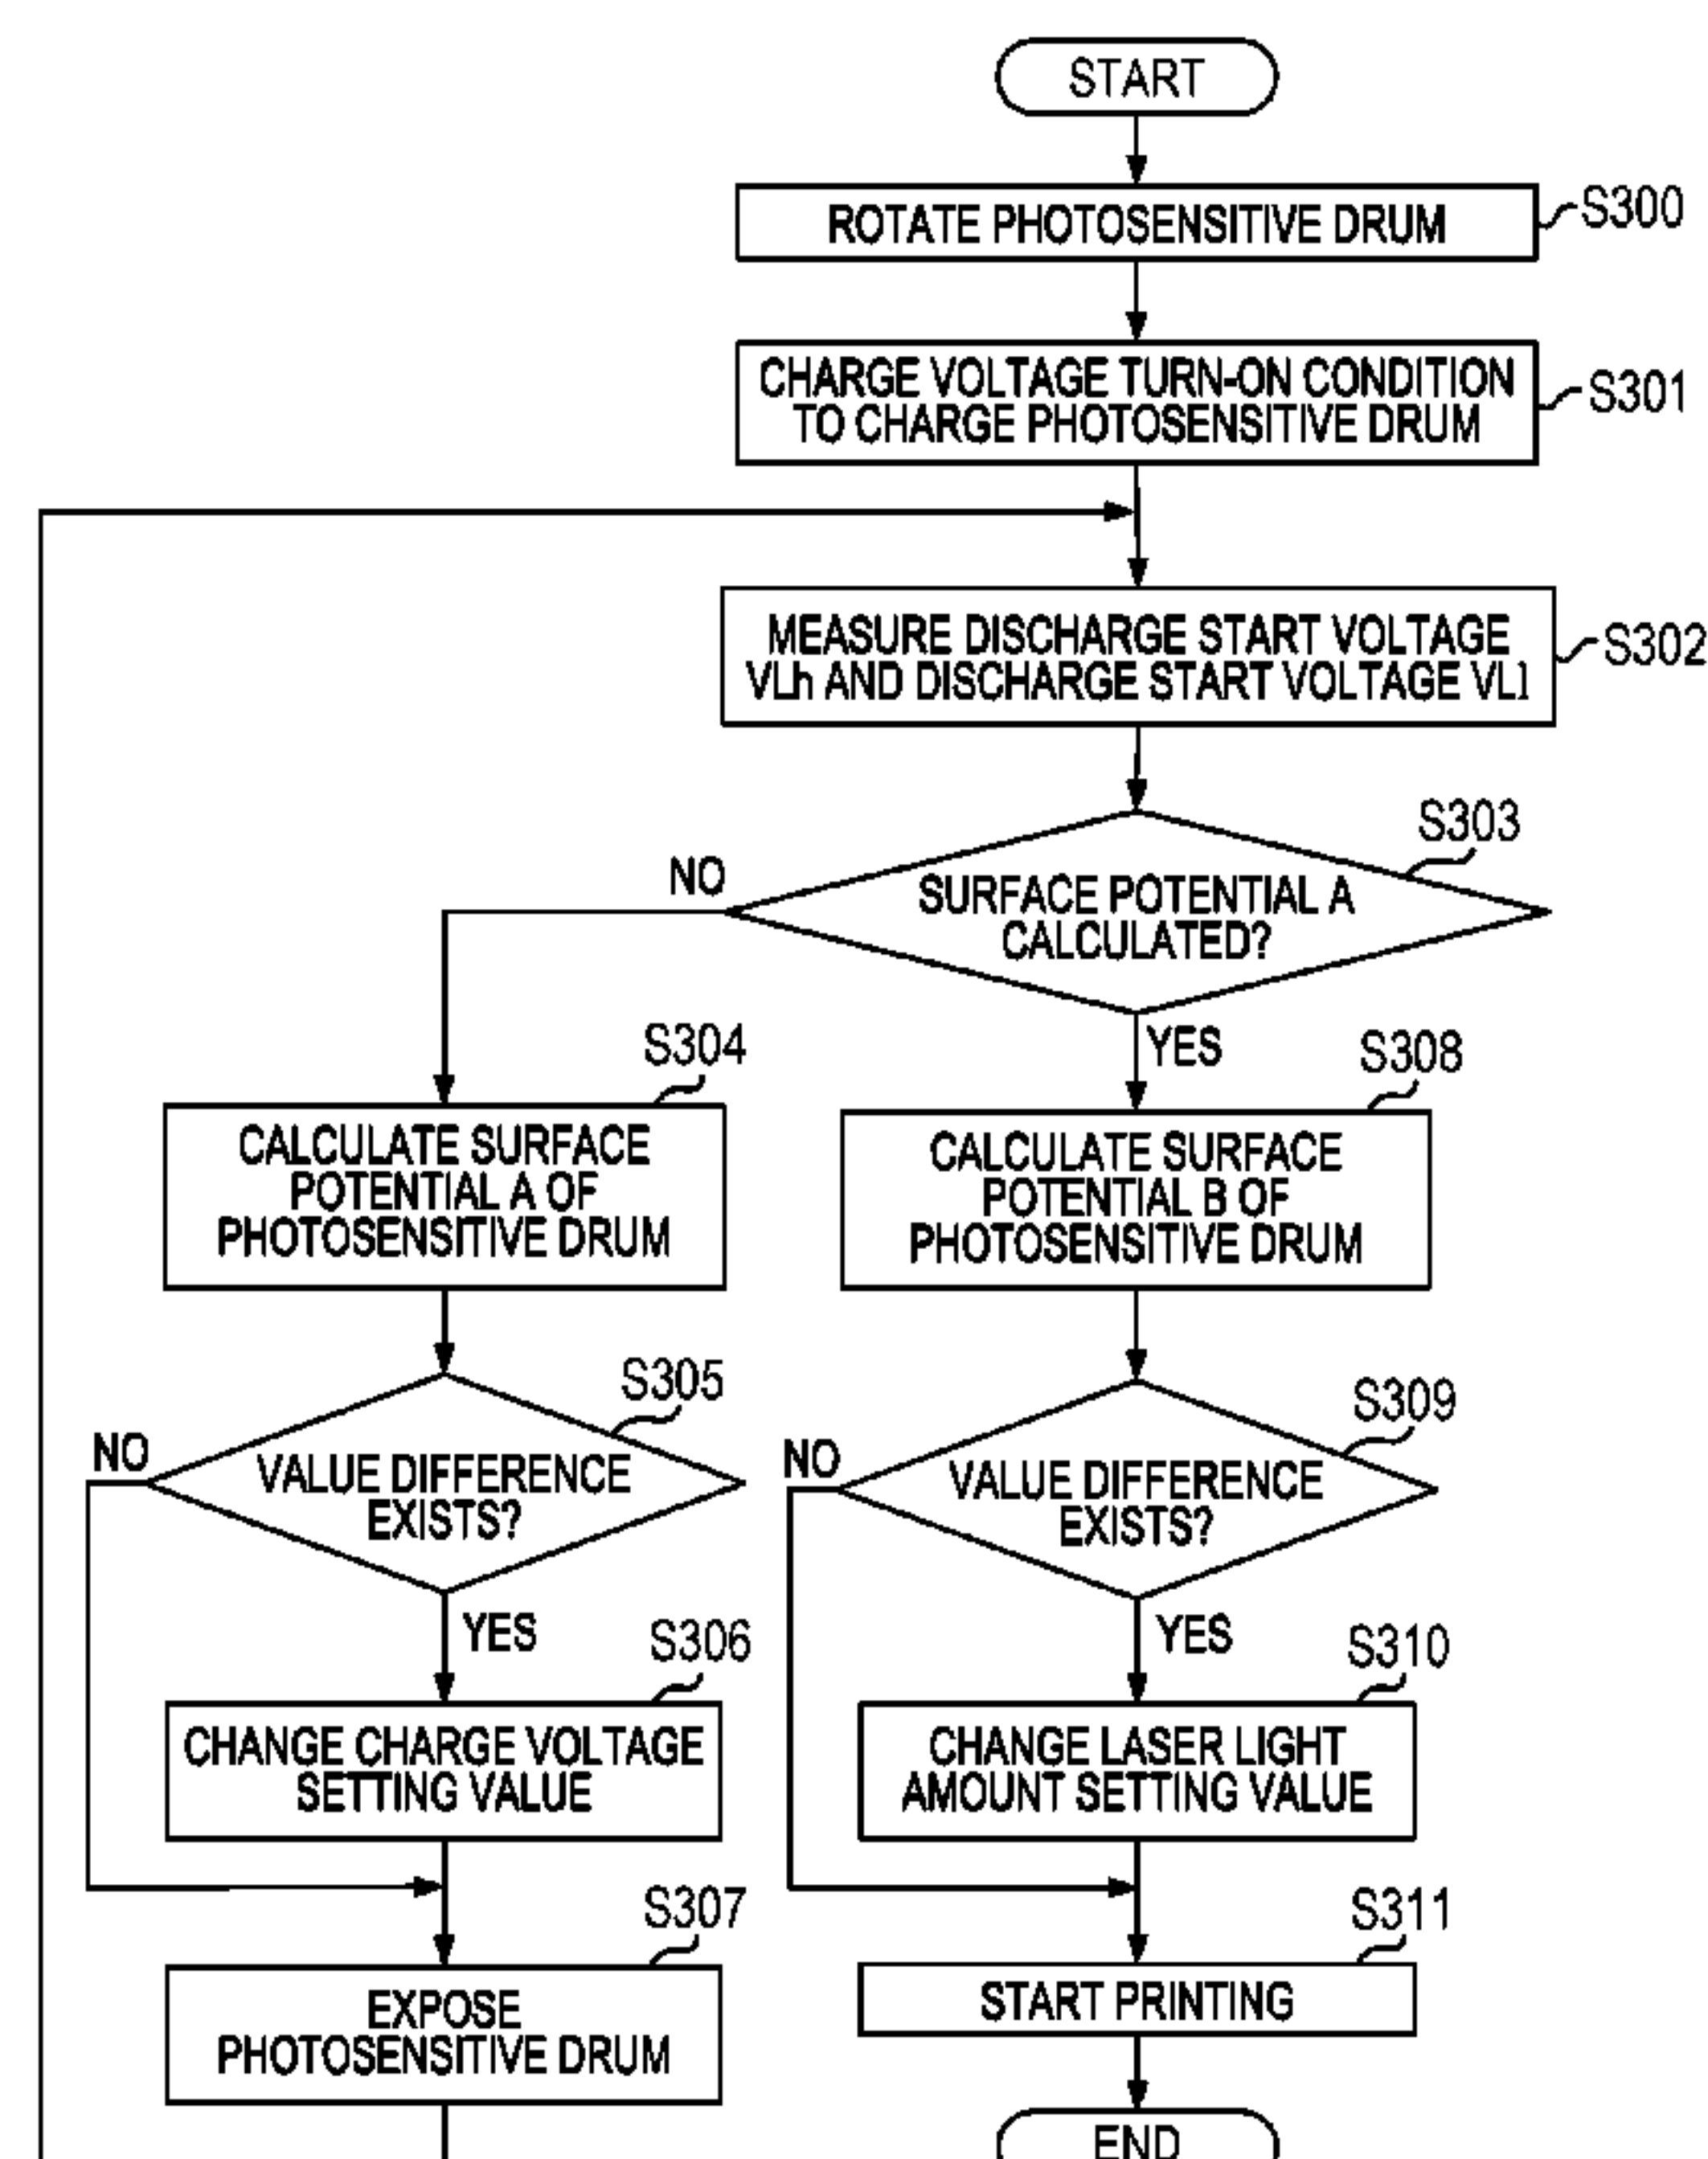 START
ROTATE PHOTOSENSITIVE DRUM
S300
CHARGE VOLTAGE TURN-ON CONDITION
TO CHARGE PHOTOSENSITIVE DRUM
S301
MEASURE DISCHARGE START VOLTAGE
VLh AND DISCHARGE START VOLTAGE VLl
S302
S303
NO
SURFACE POTENTIAL A
CALCULATED?
YES
S304
CALCULATE SURFACE
POTENTIAL A OF
PHOTOSENSITIVE DRUM
S305
NO
VALUE DIFFERENCE
EXISTS?
YES
S306
CHANGE CHARGE VOLTAGE
SETTING VALUE
S307
EXPOSE
PHOTOSENSITIVE DRUM
S308
CALCULATE SURFACE
POTENTIAL B OF
PHOTOSENSITIVE DRUM
S309
NO
VALUE DIFFERENCE
EXISTS?
YES
S310
CHANGE LASER LIGHT
AMOUNT SETTING VALUE
S311
START PRINTING
END